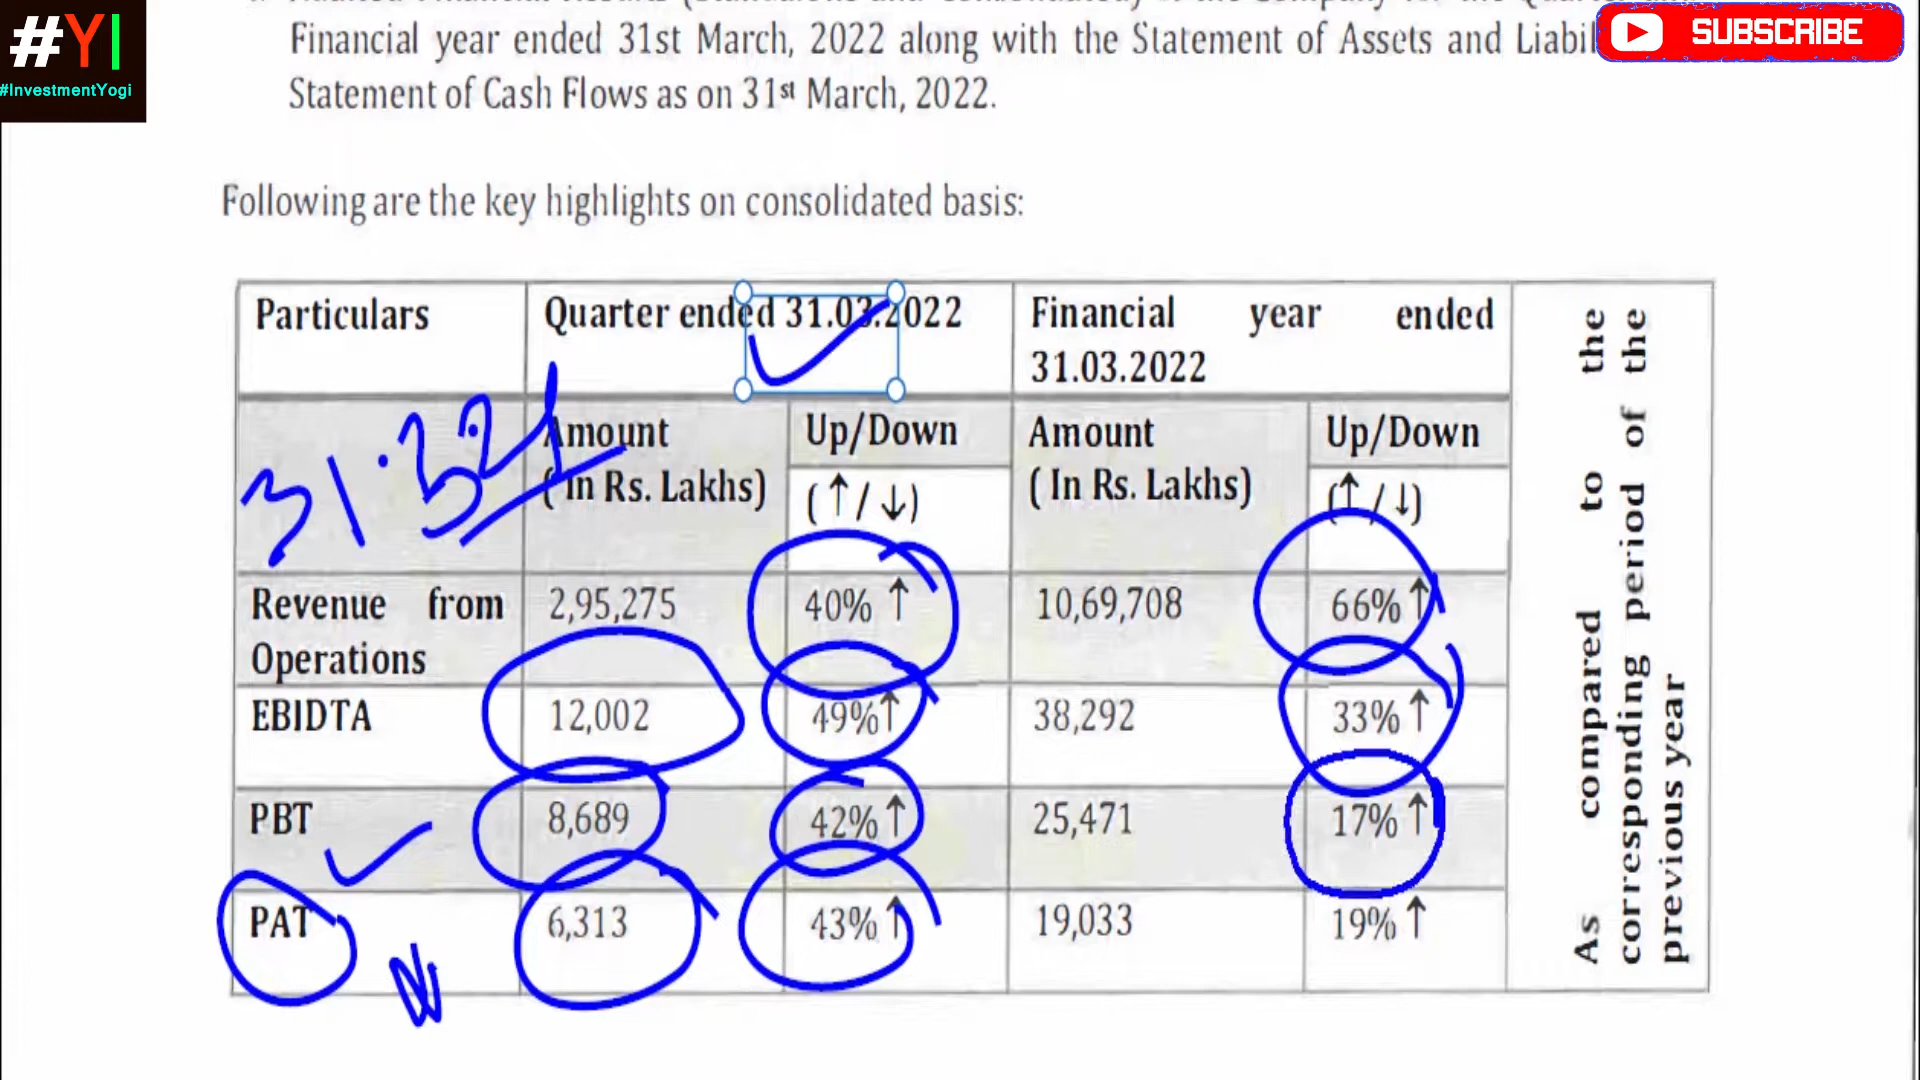 #YI
#InvestmentYogi
SUBSCRIBE
Financial year ended 31st March, 2022 along with the Statement of Assets and
Statement of Cash Flows as on 31st March, 2022.
Following are the key highlights on consolidated basis:
Particulars Quarter ended 31.03.2022 Financial year ended
31.03.2022
31.321
Amount Up/Down Amount Up/Down
( In Rs. Lakhs) (↑/↓) ( In Rs. Lakhs) (↑/↓)
Revenue from 2,95,275 40% ↑ 10,69,708 66% ↑
Operations
EBIDTA 12,002 49%↑ 38,292 33% ↑
PBT 8,689 42%↑ 25,471 17% ↑
PAT 6,313 43% ↑ 19,033 19% ↑
As compared to the
corresponding period of the
previous year